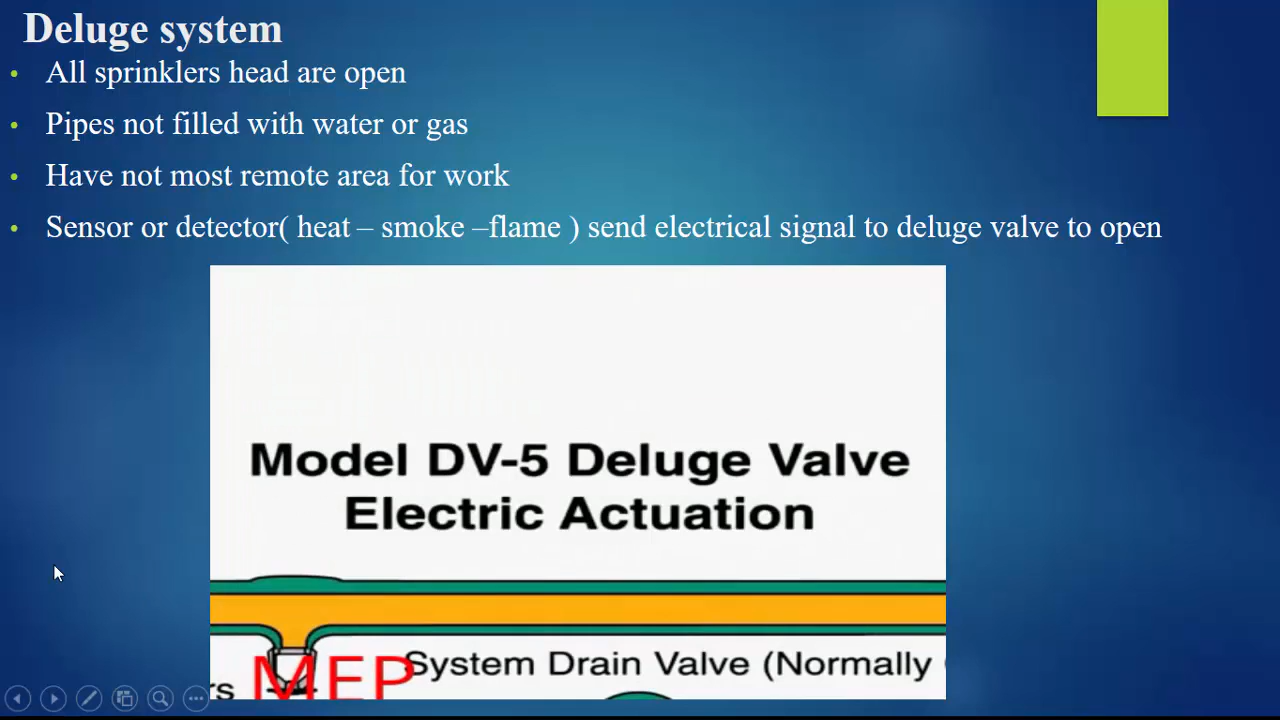 Deluge system
• All sprinklers head are open
• Pipes not filled with water or gas
• Have not most remote area for work
• Sensor or detector( heat – smoke –flame ) send electrical signal to deluge valve to open
Model DV-5 Deluge Valve
Electric Actuation
System Drain Valve (Normally
MEP
rs